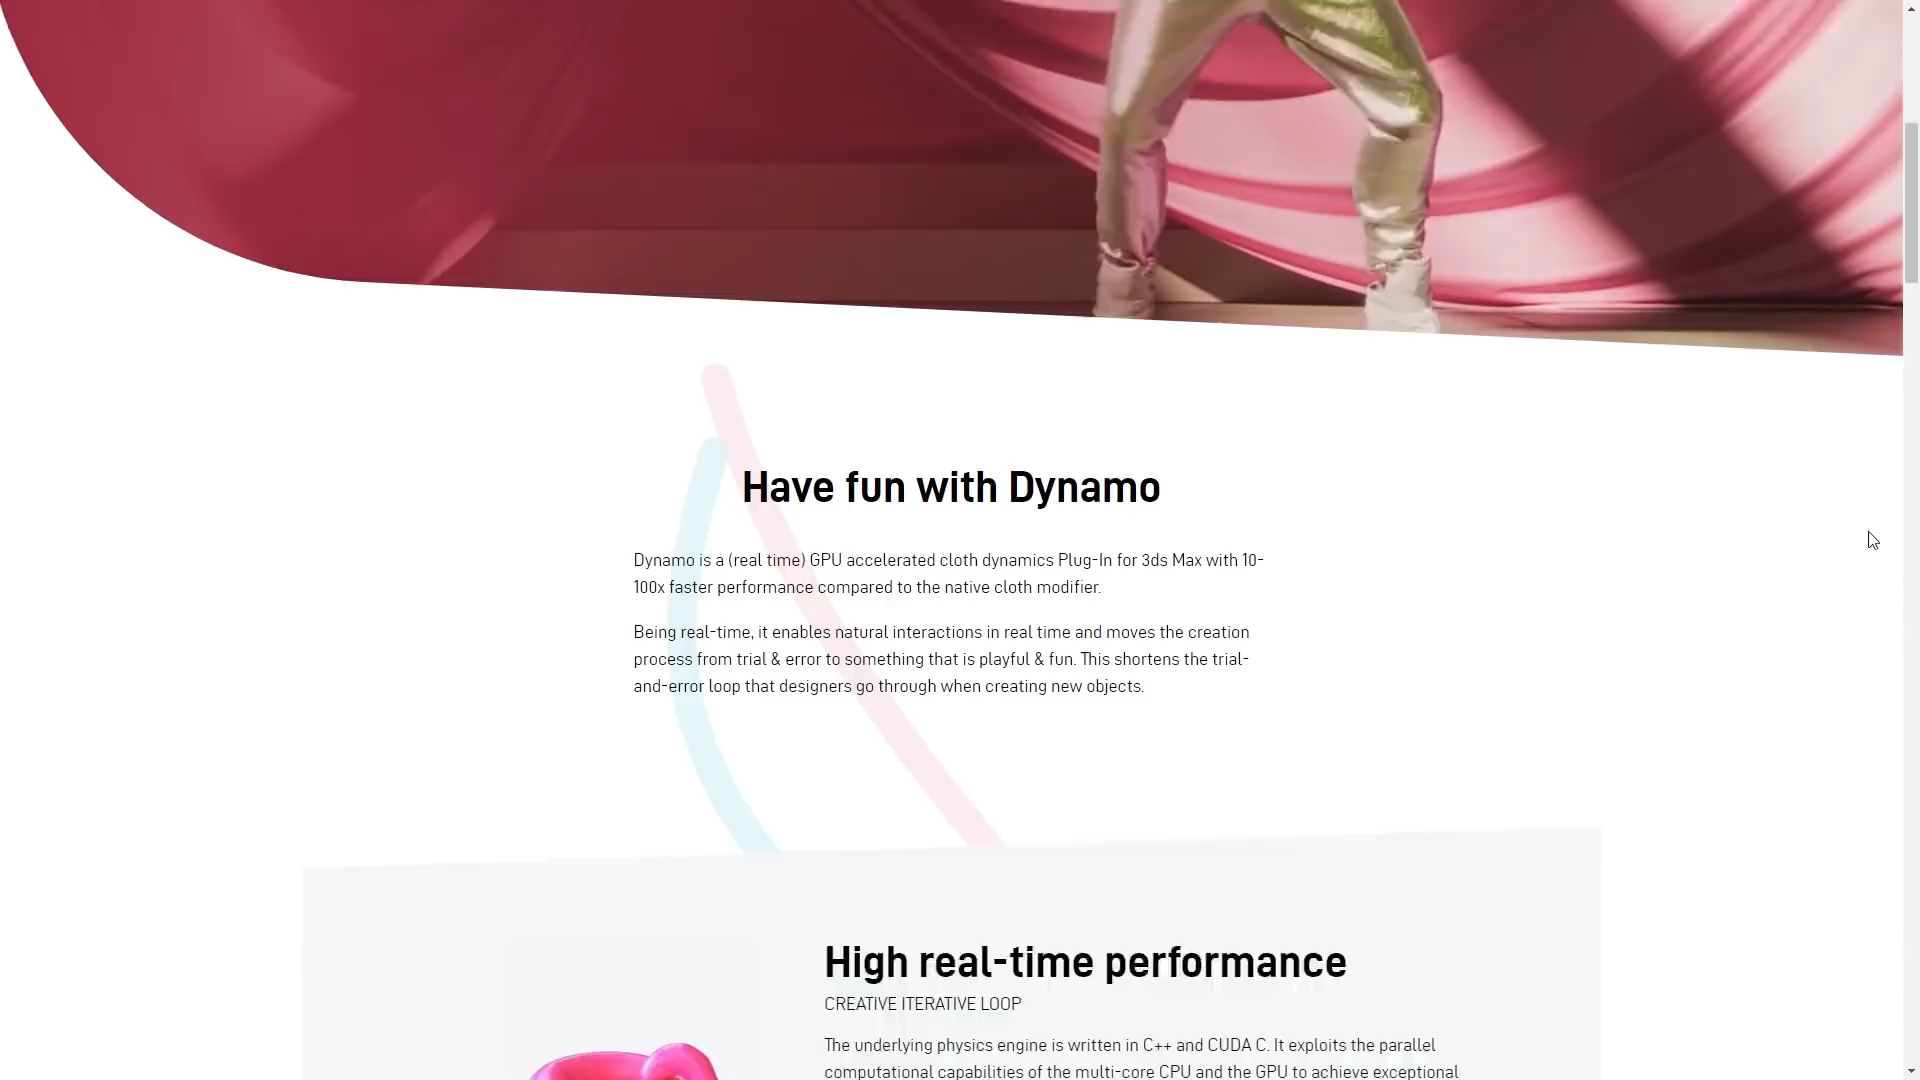 Have fun with Dynamo
Dynamo is a (real time) GPU accelerated cloth dynamics Plug-In for 3ds Max with 10-
100x faster performance compared to the native cloth modifier.
Being real-time, it enables natural interactions in real time and moves the creation
process from trial & error to something that is playful & fun. This shortens the trial-
and-error loop that designers go through when creating new objects.
High real-time performance
CREATIVE ITERATIVE LOOP
The underlying physics engine is written in C++ and CUDA C. It exploits the parallel
computational capabilities of the multi-core CPU and the GPU to achieve exceptional